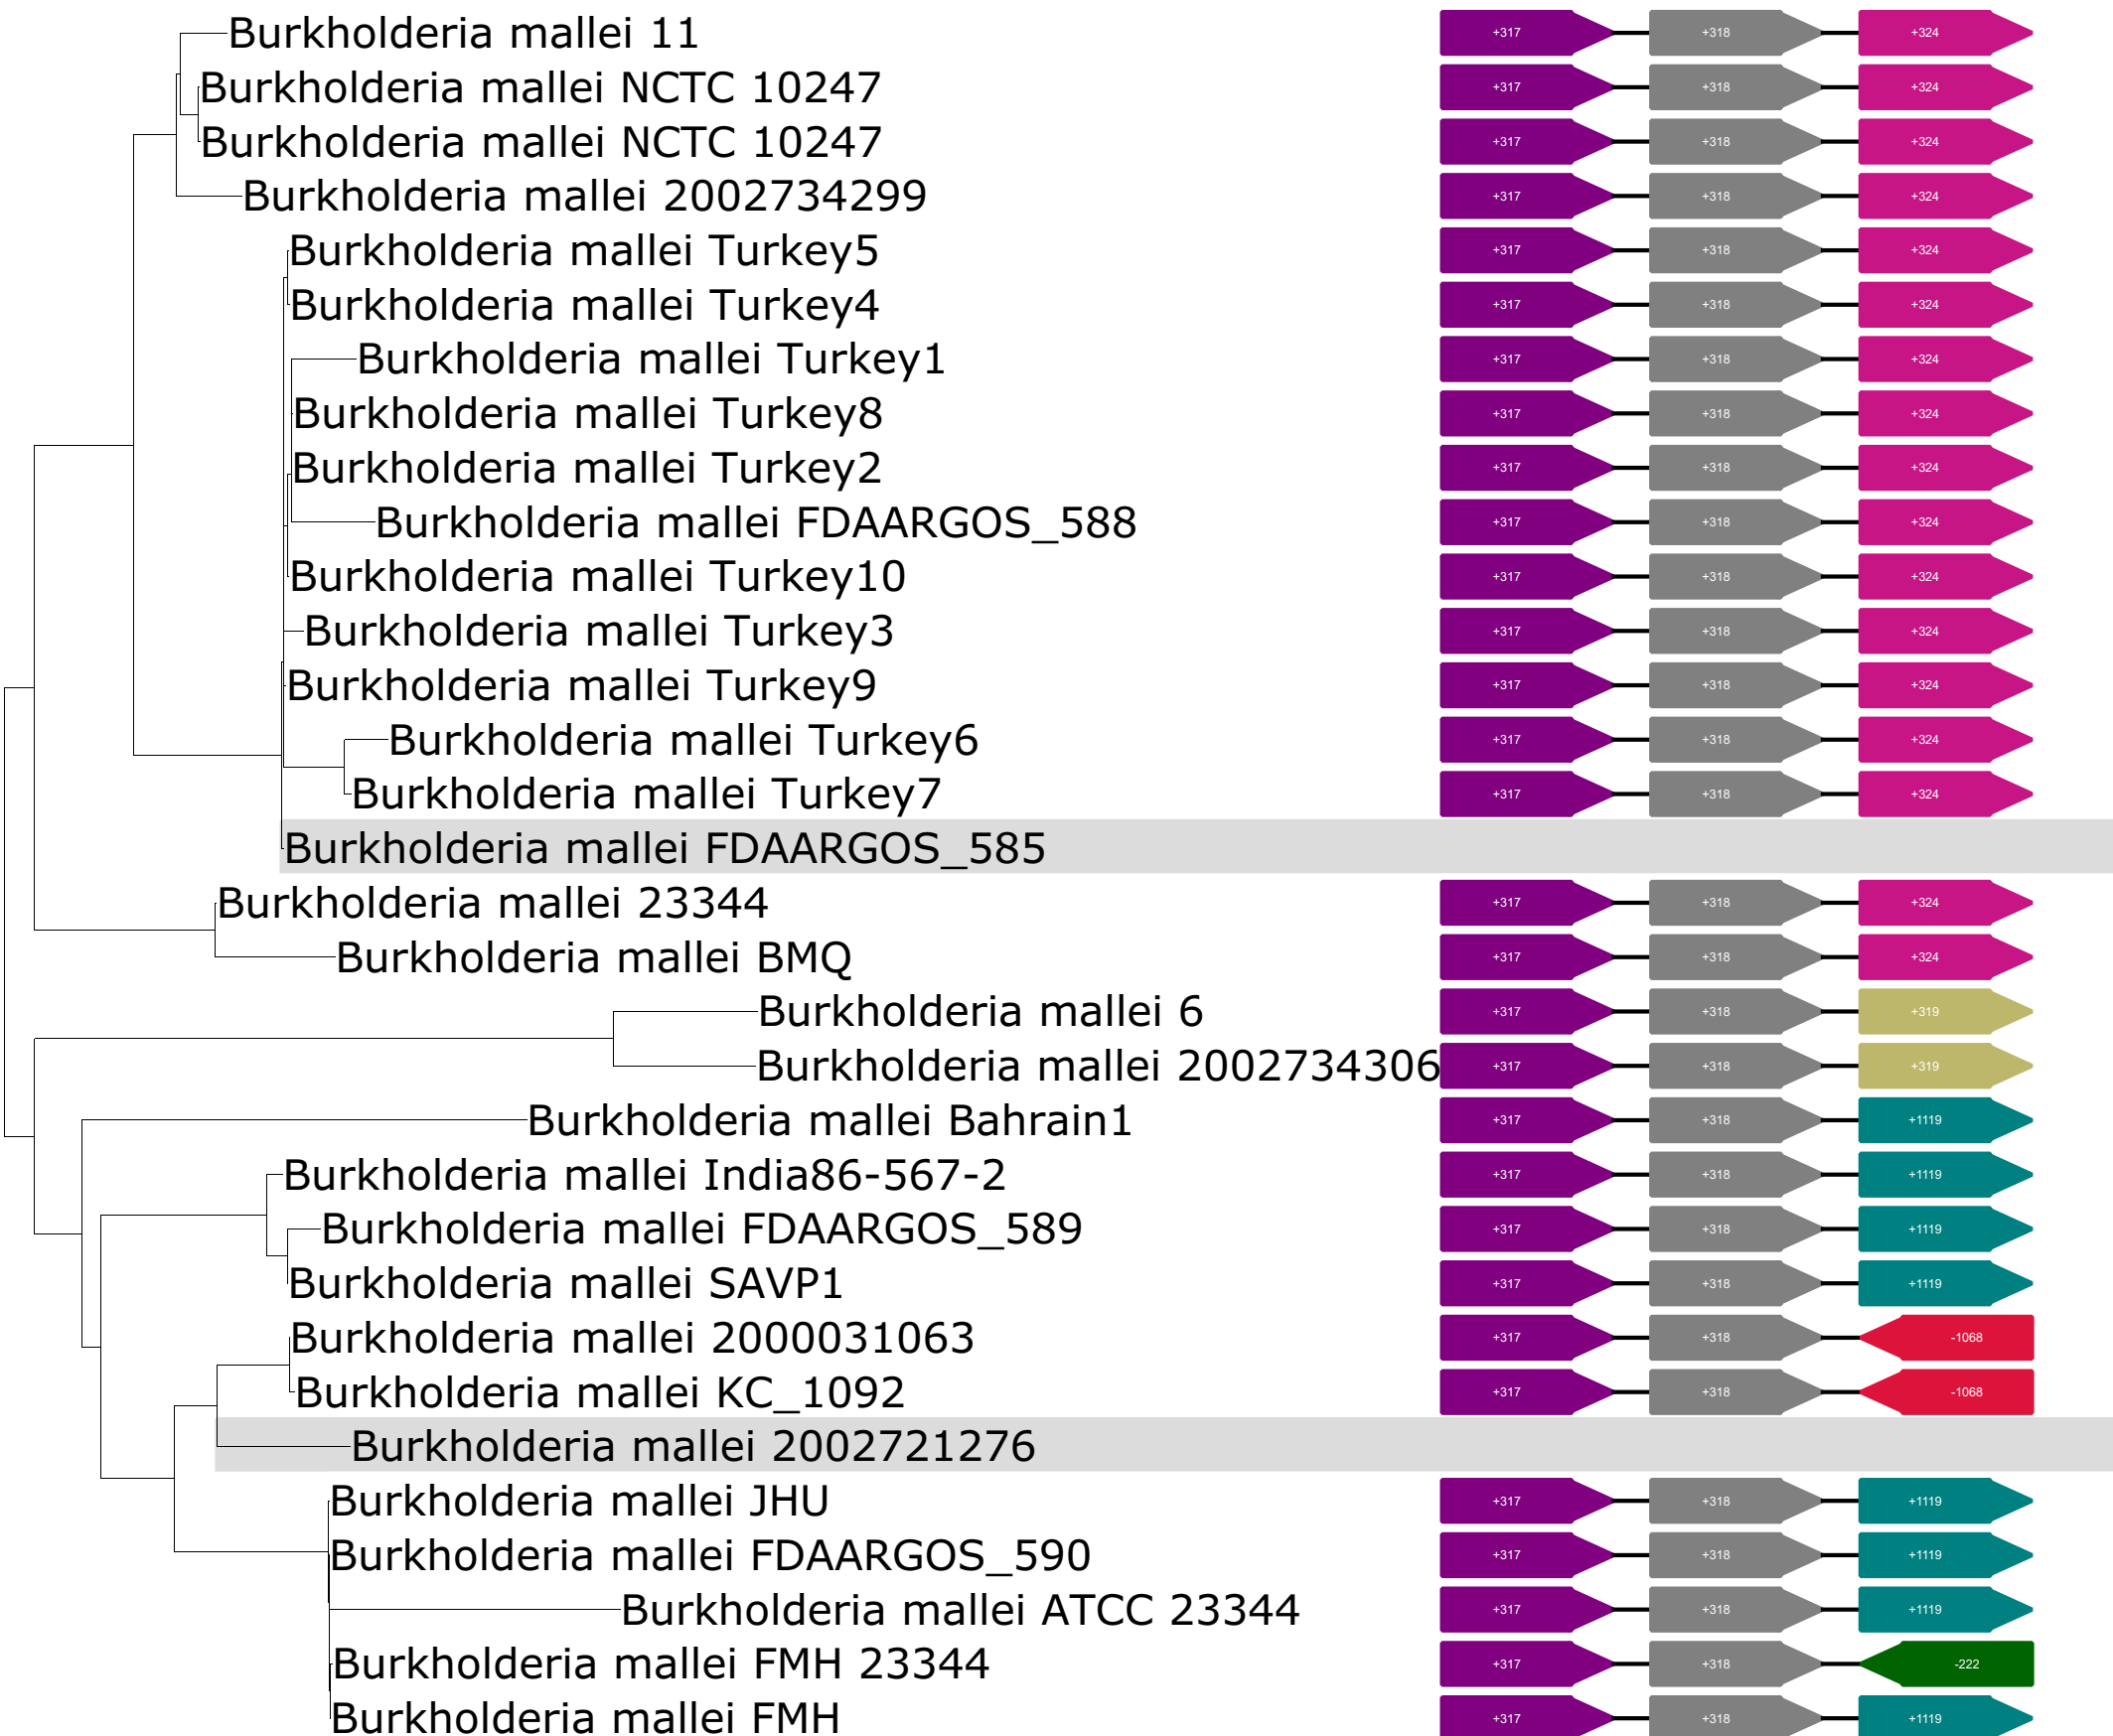 Burkholderia mallei 11 +317 +318 +324
Burkholderia mallei NCTC 10247 +317 +318 +324
Burkholderia mallei NCTC 10247 +317 +318 +324
Burkholderia mallei 2002734299 +317 +318 +324
Burkholderia mallei Turkey5 +317 +318 +324
Burkholderia mallei Turkey4 +317 +318 +324
Burkholderia mallei Turkey1 +317 +318 +324
Burkholderia mallei Turkey8 +317 +318 +324
Burkholderia mallei Turkey2 +317 +318 +324
Burkholderia mallei FDAARGOS_588 +317 +318 +324
Burkholderia mallei Turkey10 +317 +318 +324
Burkholderia mallei Turkey3 +317 +318 +324
Burkholderia mallei Turkey9 +317 +318 +324
Burkholderia mallei Turkey6 +317 +318 +324
Burkholderia mallei Turkey7 +317 +318 +324
Burkholderia mallei FDAARGOS_585
Burkholderia mallei 23344 +317 +318 +324
Burkholderia mallei BMQ +317 +318 +324
Burkholderia mallei 6 +317 +318 +319
Burkholderia mallei 2002734306 +317 +318 +319
Burkholderia mallei Bahrain1 +317 +318 +1119
Burkholderia mallei India86-567-2 +317 +318 +1119
Burkholderia mallei FDAARGOS_589 +317 +318 +1119
Burkholderia mallei SAVP1 +317 +318 +1119
Burkholderia mallei 2000031063 +317 +318 -1068
Burkholderia mallei KC_1092 +317 +318 -1068
Burkholderia mallei 2002721276
Burkholderia mallei JHU +317 +318 +1119
Burkholderia mallei FDAARGOS_590 +317 +318 +1119
Burkholderia mallei ATCC 23344 +317 +318 +1119
Burkholderia mallei FMH 23344 +317 +318 -222
Burkholderia mallei FMH +317 +318 +1119